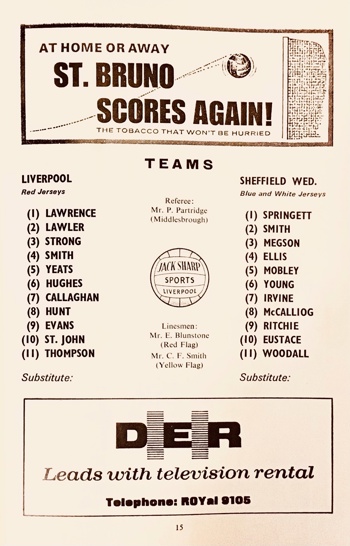 AT HOME OR AWAY
ST. BRUNO
SCORES AGAIN!
THE TOBACCO THAT WON'T BE HURRIED
TEAMS
LIVERPOOL
Red Jerseys
(1) LAWRENCE
(2) LAWLER
(3) STRONG
(4) SMITH
(5) YEATS
(6) HUGHES
(7) CALLAGHAN
(8) HUNT
(9) EVANS
(10) ST. JOHN
(11) THOMPSON
Substitute:
Referee:
Mr. P. Partridge
(Middlesbrough)
JACK SHARP
SPORTS
LIVERPOOL
Linesmen:
Mr. E. Blunstone
(Red Flag)
Mr. C. F. Smith
(Yellow Flag)
SHEFFIELD WED.
Blue and White Jerseys
(1) SPRINGETT
(2) SMITH
(3) MEGSON
(4) ELLIS
(5) MOBLEY
(6) YOUNG
(7) IRVINE
(8) McCALLIOG
(9) RITCHIE
(10) EUSTACE
(11) WOODALL
Substitute:
DER
Leads with television rental
Telephone: ROYal 9105
15